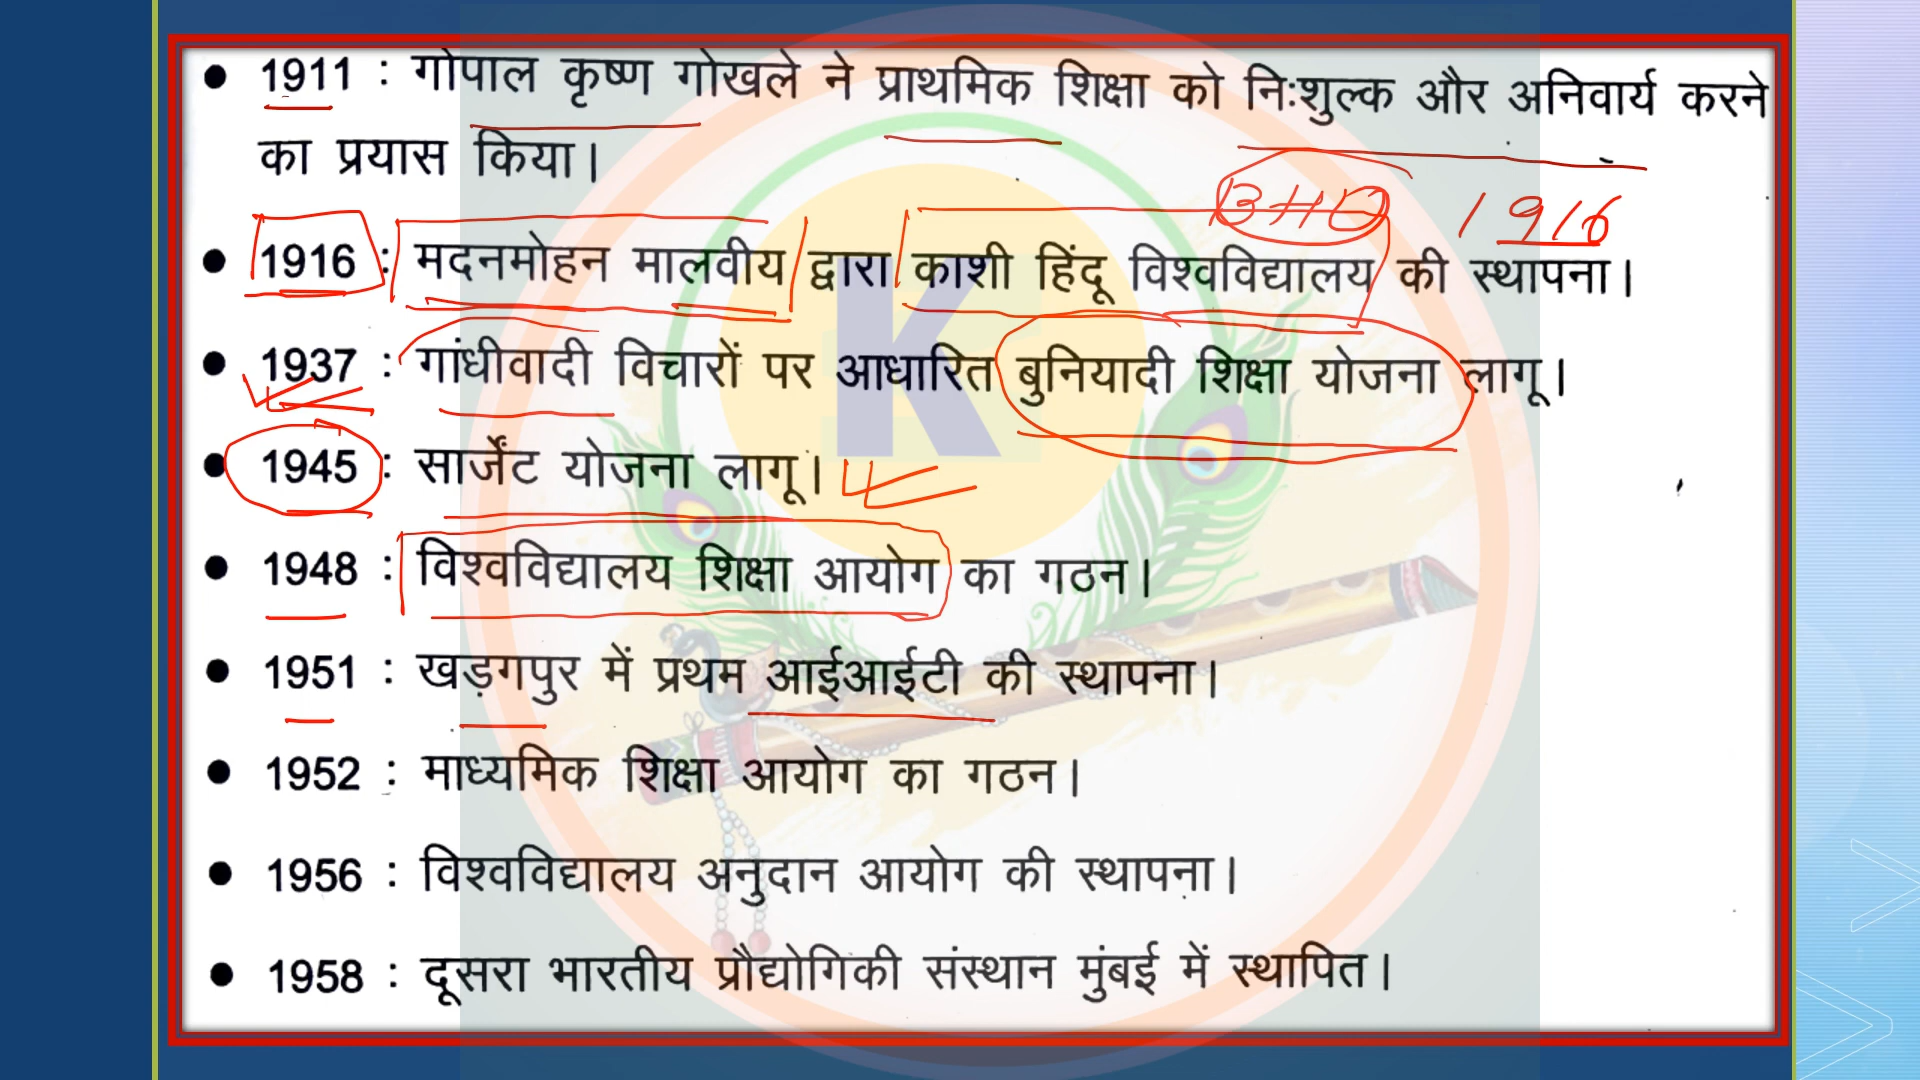 • 1911 : गोपाल कृष्ण गोखले ने प्राथमिक शिक्षा को निःशुल्क और अनिवार्य करने
का प्रयास किया।
BHU 1916
• 1916 : मदनमोहन मालवीय द्वारा काशी हिंदू विश्वविद्यालय की स्थापना।
• 1937 : गांधीवादी विचारों पर आधारित बुनियादी शिक्षा योजना लागू।
• 1945 : सार्जेंट योजना लागू।
• 1948 : विश्वविद्यालय शिक्षा आयोग का गठन।
• 1951 : खड़गपुर में प्रथम आईआईटी की स्थापना।
• 1952 : माध्यमिक शिक्षा आयोग का गठन।
• 1956 : विश्वविद्यालय अनुदान आयोग की स्थापना।
• 1958 : दूसरा भारतीय प्रौद्योगिकी संस्थान मुंबई में स्थापित।
K